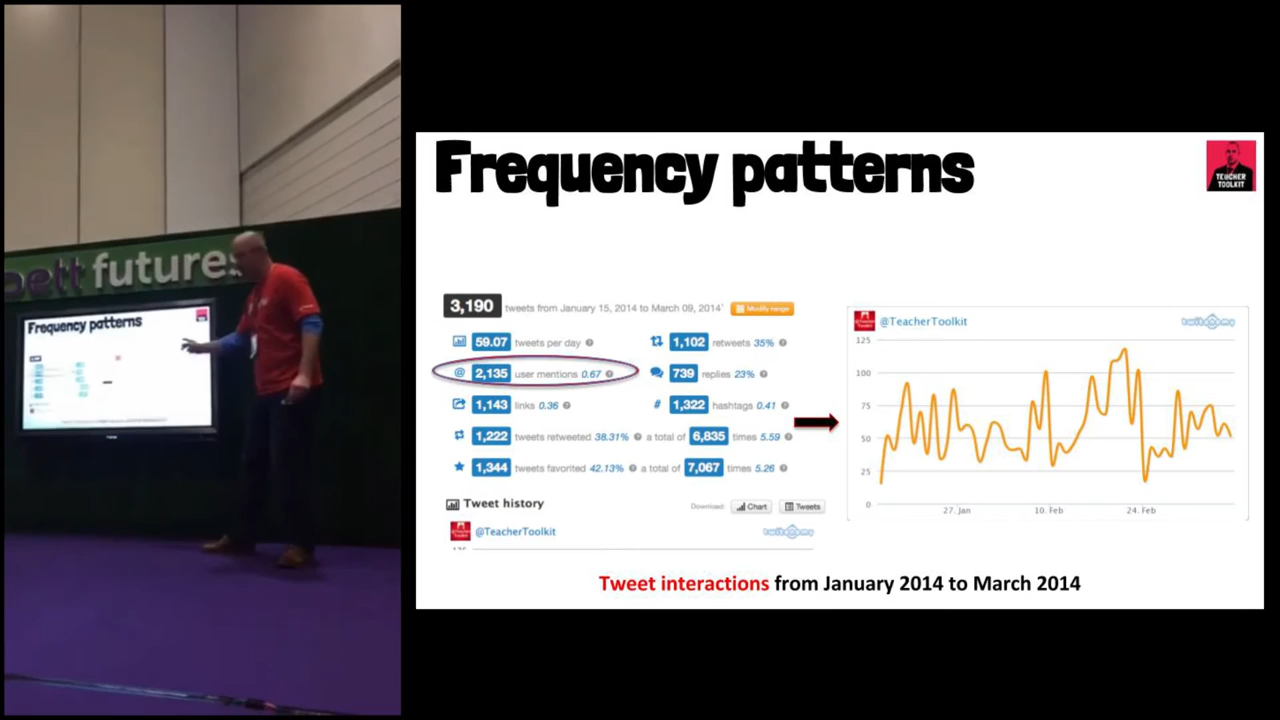 bett futures
Frequency patterns
Frequency patterns
TEACHER
TOOLKIT
3,190 tweets from January 15, 2014 to March 09, 2014 Modify range
59.07 tweets per day 1,102 retweets 35%
@ 2,135 user mentions 0.67 739 replies 23%
1,143 links 0.36 # 1,322 hashtags 0.41
1,222 tweets retweeted 38.31% a total of 6,835 times 5.59
1,344 tweets favorited 42.13% a total of 7,067 times 5.26
Tweet history Download: Chart Tweets
@TeacherToolkit twitonomy
@TeacherToolkit twitonomy
125
100
75
50
25
0
27. Jan 10. Feb 24. Feb
Tweet interactions from January 2014 to March 2014